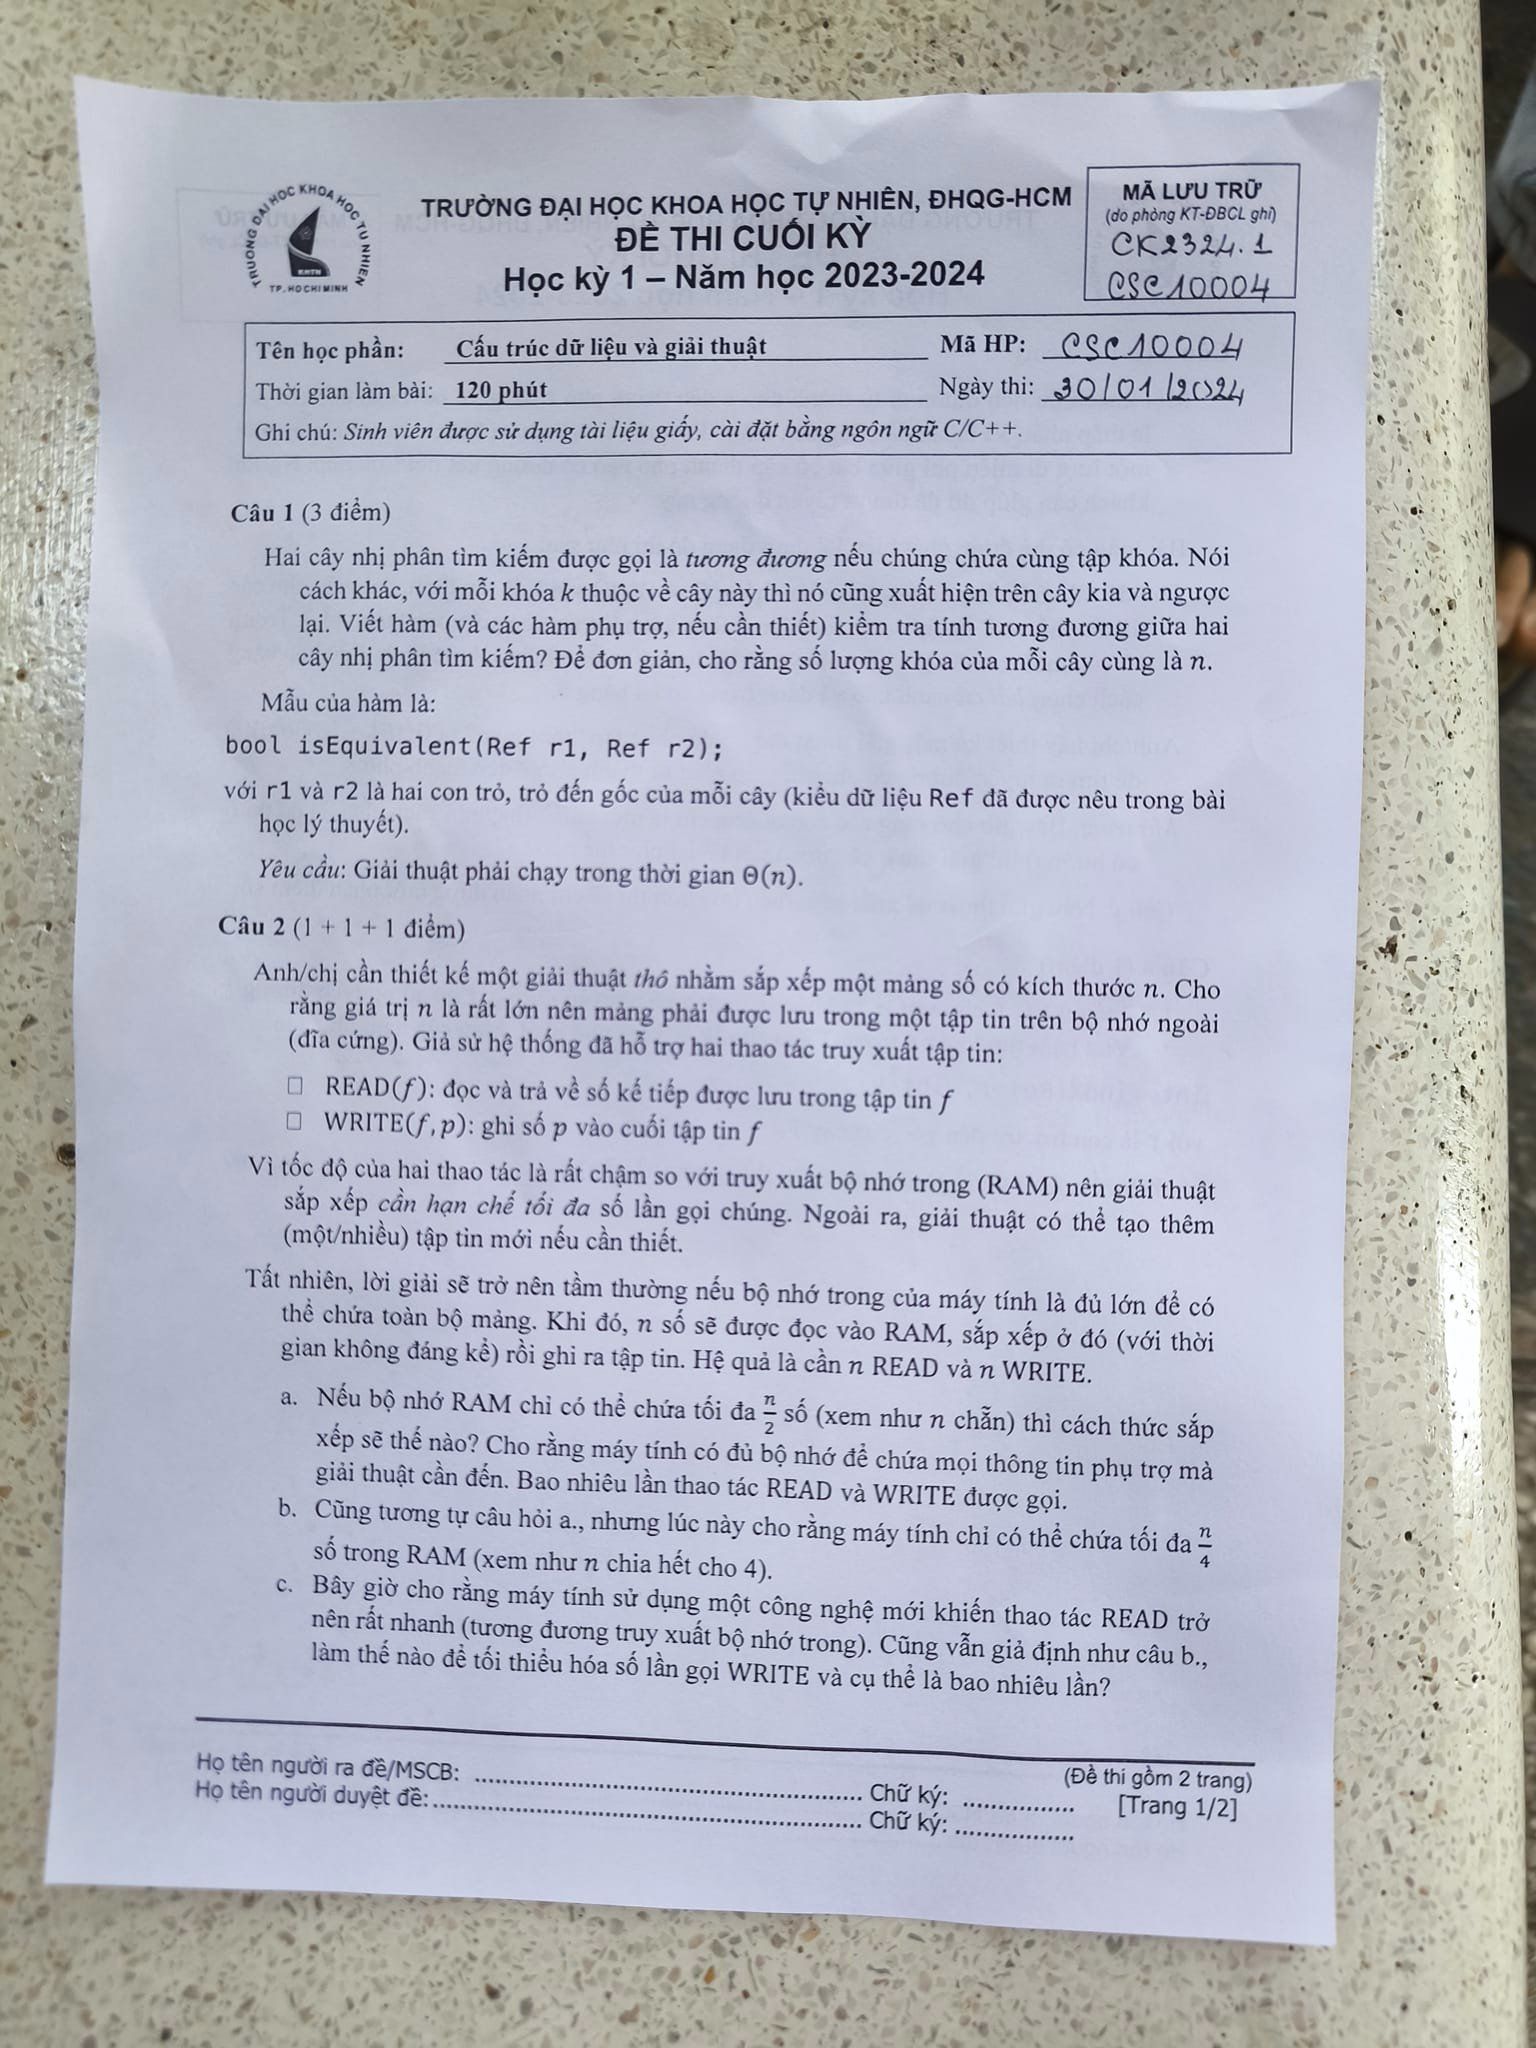 TRƯỜNG ĐẠI HỌC KHOA HỌC TỰ NHIÊN
KHTN
TP. HO CHI MINH
TRƯỜNG ĐẠI HỌC KHOA HỌC TỰ NHIÊN, ĐHQG-HCM
ĐỀ THI CUỐI KỲ
Học kỳ 1 – Năm học 2023-2024
MÃ LƯU TRỮ
(do phòng KT-ĐBCL ghi)
CK2324.1
CSC10004
Tên học phần: Cấu trúc dữ liệu và giải thuật Mã HP: CSC10004
Thời gian làm bài: 120 phút Ngày thi: 30/01/2024
Ghi chú: Sinh viên được sử dụng tài liệu giấy, cài đặt bằng ngôn ngữ C/C++.
Câu 1 (3 điểm)
Hai cây nhị phân tìm kiếm được gọi là tương đương nếu chúng chứa cùng tập khóa. Nói
cách khác, với mỗi khóa k thuộc về cây này thì nó cũng xuất hiện trên cây kia và ngược
lại. Viết hàm (và các hàm phụ trợ, nếu cần thiết) kiểm tra tính tương đương giữa hai
cây nhị phân tìm kiếm? Để đơn giản, cho rằng số lượng khóa của mỗi cây cùng là n.
Mẫu của hàm là:
bool isEquivalent(Ref r1, Ref r2);
với r1 và r2 là hai con trỏ, trỏ đến gốc của mỗi cây (kiểu dữ liệu Ref đã được nêu trong bài
học lý thuyết).
Yêu cầu: Giải thuật phải chạy trong thời gian Θ(n).
Câu 2 (1 + 1 + 1 điểm)
Anh/chị cần thiết kế một giải thuật thô nhằm sắp xếp một mảng số có kích thước n. Cho
rằng giá trị n là rất lớn nên mảng phải được lưu trong một tập tin trên bộ nhớ ngoài
(đĩa cứng). Giả sử hệ thống đã hỗ trợ hai thao tác truy xuất tập tin:
□ READ(f): đọc và trả về số kế tiếp được lưu trong tập tin f
□ WRITE(f, p): ghi số p vào cuối tập tin f
Vì tốc độ của hai thao tác là rất chậm so với truy xuất bộ nhớ trong (RAM) nên giải thuật
sắp xếp cần hạn chế tối đa số lần gọi chúng. Ngoài ra, giải thuật có thể tạo thêm
(một/nhiều) tập tin mới nếu cần thiết.
Tất nhiên, lời giải sẽ trở nên tầm thường nếu bộ nhớ trong của máy tính là đủ lớn để có
thể chứa toàn bộ mảng. Khi đó, n số sẽ được đọc vào RAM, sắp xếp ở đó (với thời
gian không đáng kể) rồi ghi ra tập tin. Hệ quả là cần n READ và n WRITE.
a. Nếu bộ nhớ RAM chỉ có thể chứa tối đa n/2 số (xem như n chẵn) thì cách thức sắp
xếp sẽ thế nào? Cho rằng máy tính có đủ bộ nhớ để chứa mọi thông tin phụ trợ mà
giải thuật cần đến. Bao nhiêu lần thao tác READ và WRITE được gọi.
b. Cũng tương tự câu hỏi a., nhưng lúc này cho rằng máy tính chỉ có thể chứa tối đa n/4
số trong RAM (xem như n chia hết cho 4).
c. Bây giờ cho rằng máy tính sử dụng một công nghệ mới khiến thao tác READ trở
nên rất nhanh (tương đương truy xuất bộ nhớ trong). Cũng vẫn giả định như câu b.,
làm thế nào để tối thiểu hóa số lần gọi WRITE và cụ thể là bao nhiêu lần?
Họ tên người ra đề/MSCB: ........................ Chữ ký: ................ (Đề thi gồm 2 trang)
Họ tên người duyệt đề:........................ Chữ ký: ................ [Trang 1/2]